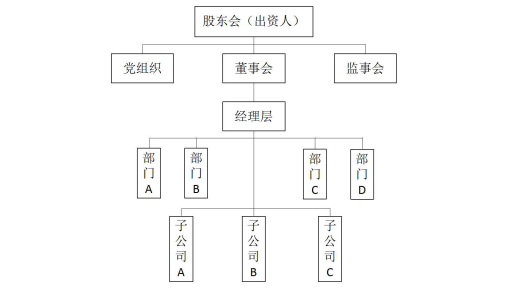 股东会（出资人）
党组织
董事会
监事会
经理层
部门A
部门B
部门C
部门D
子公司A
子公司B
子公司C